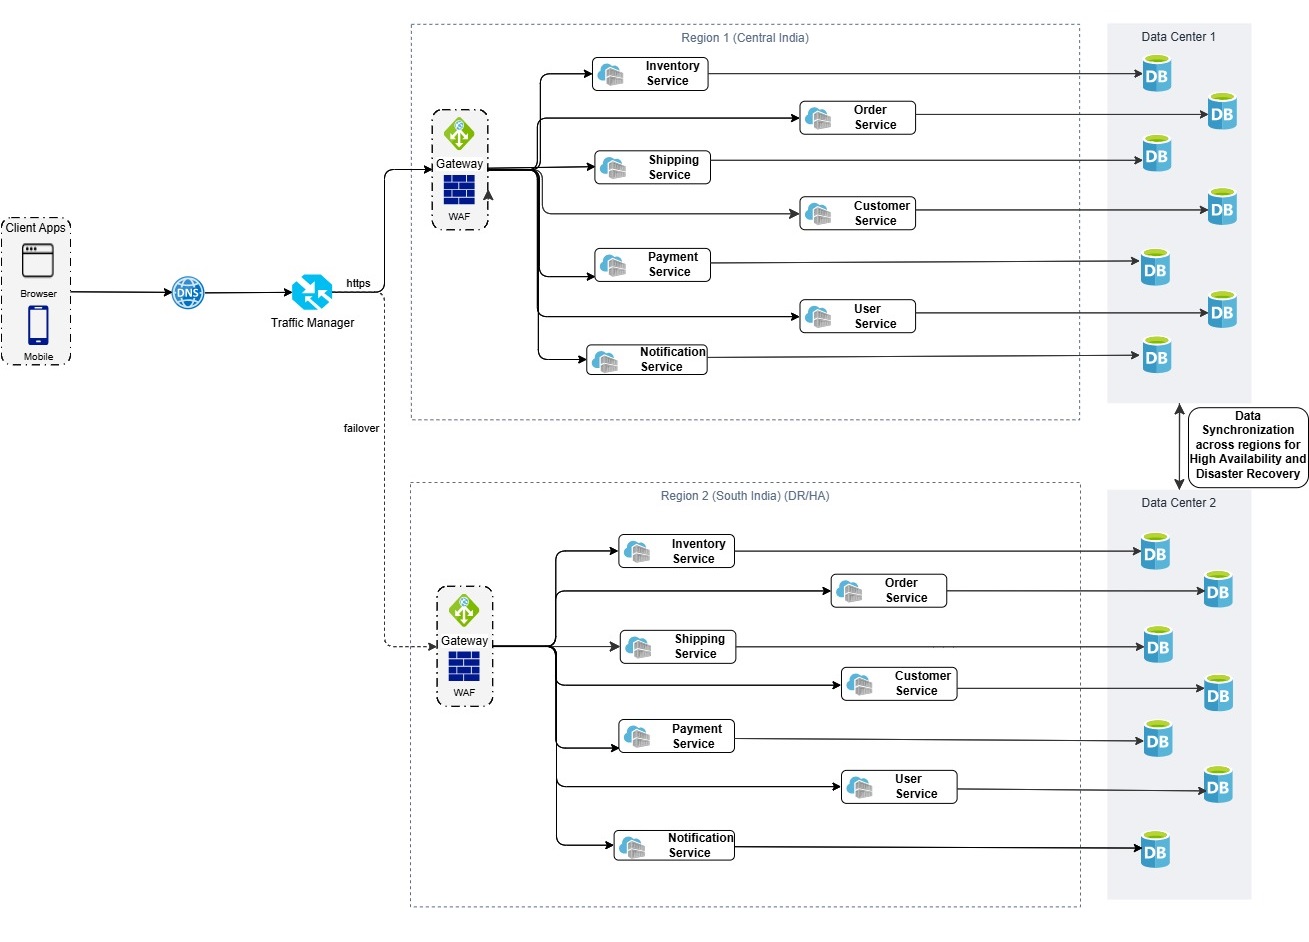 Region 1 (Central India)
Data Center 1
Inventory
Service
DB
Order
Service
DB
Gateway
WAF
Shipping
Service
DB
Customer
Service
DB
Client Apps
Browser
Mobile
DNS
Traffic Manager
https
Payment
Service
DB
User
Service
DB
Notification
Service
DB
failover
Data
Synchronization
across regions for
High Availability and
Disaster Recovery
Region 2 (South India) (DR/HA)
Data Center 2
Inventory
Service
DB
Order
Service
DB
Gateway
WAF
Shipping
Service
DB
Customer
Service
DB
Payment
Service
DB
User
Service
DB
Notification
Service
DB